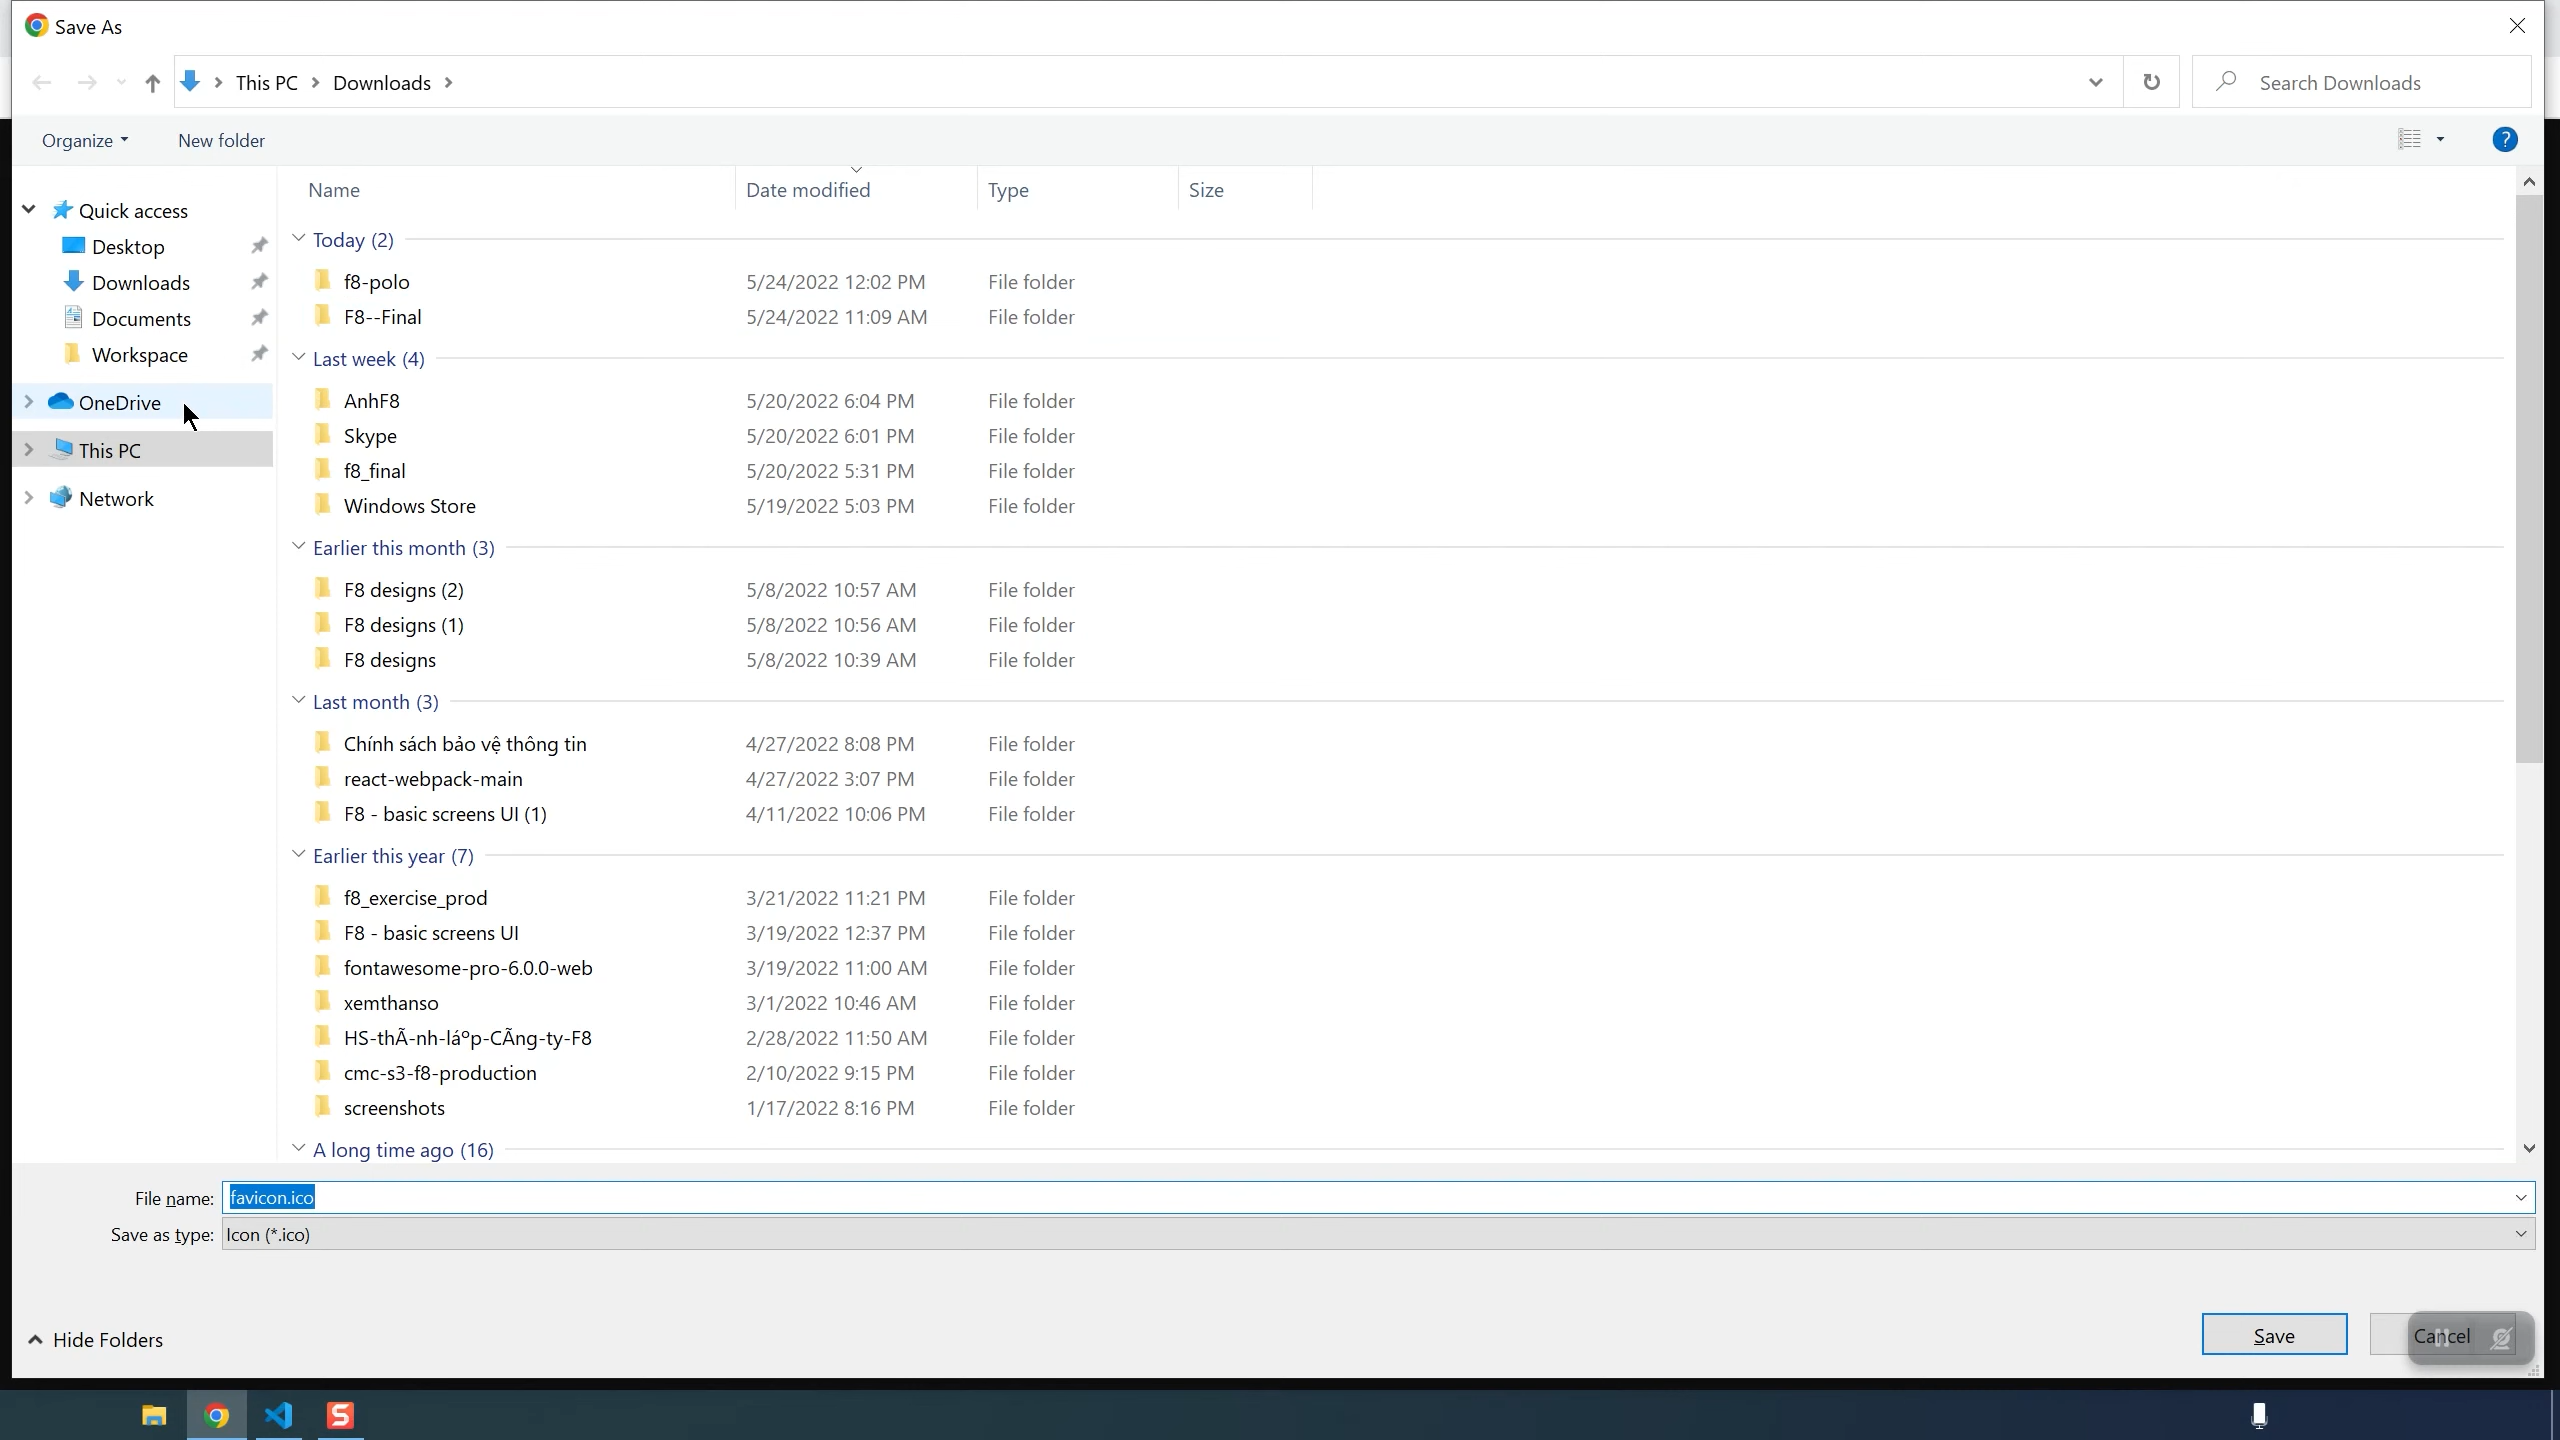 Save As
This PC > Downloads >
Search Downloads
Organize
New folder
?
Name Date modified Type Size
Quick access
Desktop
Downloads
Documents
Workspace
OneDrive
This PC
Network
Today (2)
f8-polo 5/24/2022 12:02 PM File folder
F8--Final 5/24/2022 11:09 AM File folder
Last week (4)
AnhF8 5/20/2022 6:04 PM File folder
Skype 5/20/2022 6:01 PM File folder
f8_final 5/20/2022 5:31 PM File folder
Windows Store 5/19/2022 5:03 PM File folder
Earlier this month (3)
F8 designs (2) 5/8/2022 10:57 AM File folder
F8 designs (1) 5/8/2022 10:56 AM File folder
F8 designs 5/8/2022 10:39 AM File folder
Last month (3)
Chính sách bảo vệ thông tin 4/27/2022 8:08 PM File folder
react-webpack-main 4/27/2022 3:07 PM File folder
F8 - basic screens UI (1) 4/11/2022 10:06 PM File folder
Earlier this year (7)
f8_exercise_prod 3/21/2022 11:21 PM File folder
F8 - basic screens UI 3/19/2022 12:37 PM File folder
fontawesome-pro-6.0.0-web 3/19/2022 11:00 AM File folder
xemthanso 3/1/2022 10:46 AM File folder
HS-thÃ-nh-láºp-CÃng-ty-F8 2/28/2022 11:50 AM File folder
cmc-s3-f8-production 2/10/2022 9:15 PM File folder
screenshots 1/17/2022 8:16 PM File folder
A long time ago (16)
File name: favicon.ico
Save as type: Icon (*.ico)
Hide Folders
Save
Cancel
S